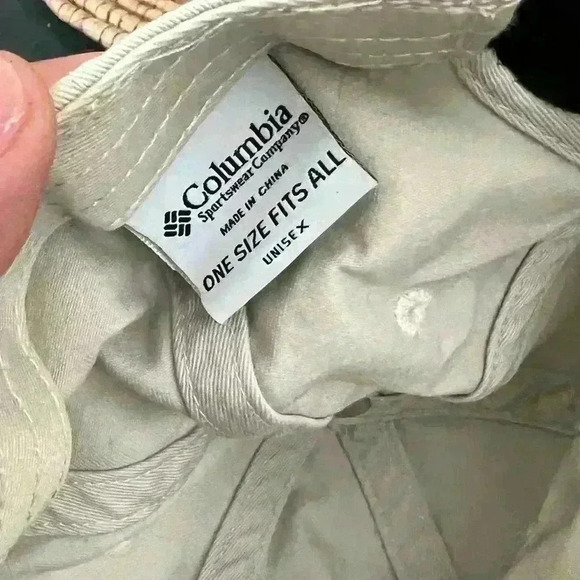 Columbia
Sportswear Company®
MADE IN CHINA
ONE SIZE FITS ALL
UNISEX